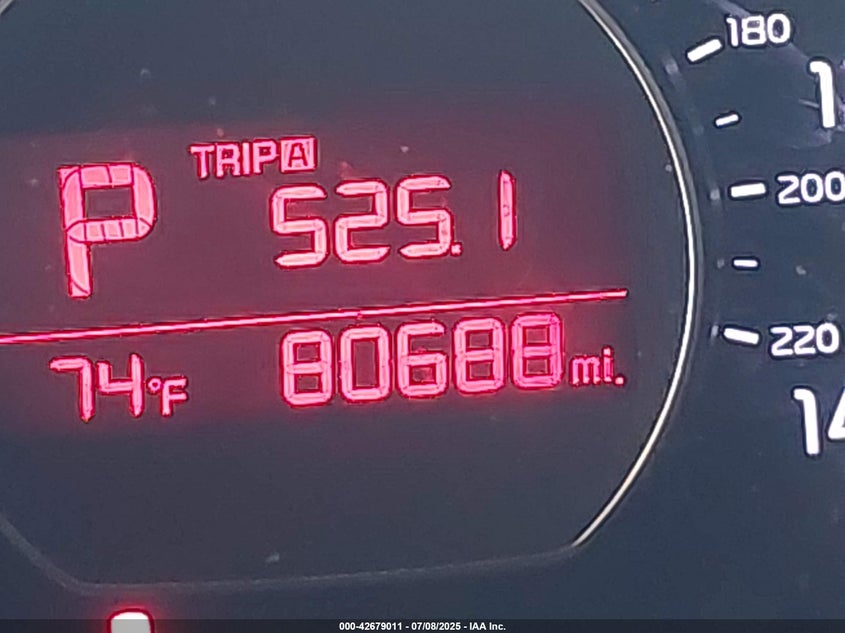 180
200
220
TRIP A
P 525.1
74°F 80688 mi.
000-42679011 - 07/08/2025 - IAA Inc.